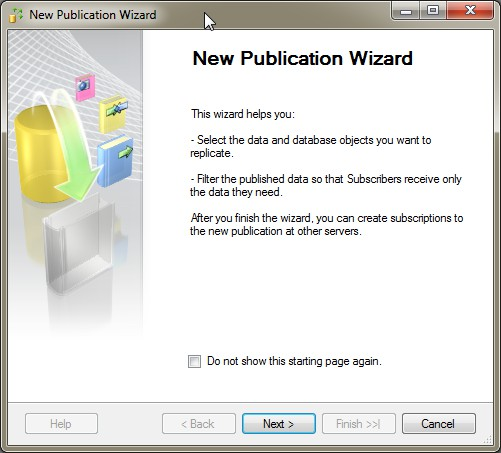 New Publication Wizard
New Publication Wizard
This wizard helps you:
- Select the data and database objects you want to
replicate.
- Filter the published data so that Subscribers receive only
the data they need.
After you finish the wizard, you can create subscriptions to
the new publication at other servers.
Do not show this starting page again.
Help
< Back
Next >
Finish >>|
Cancel